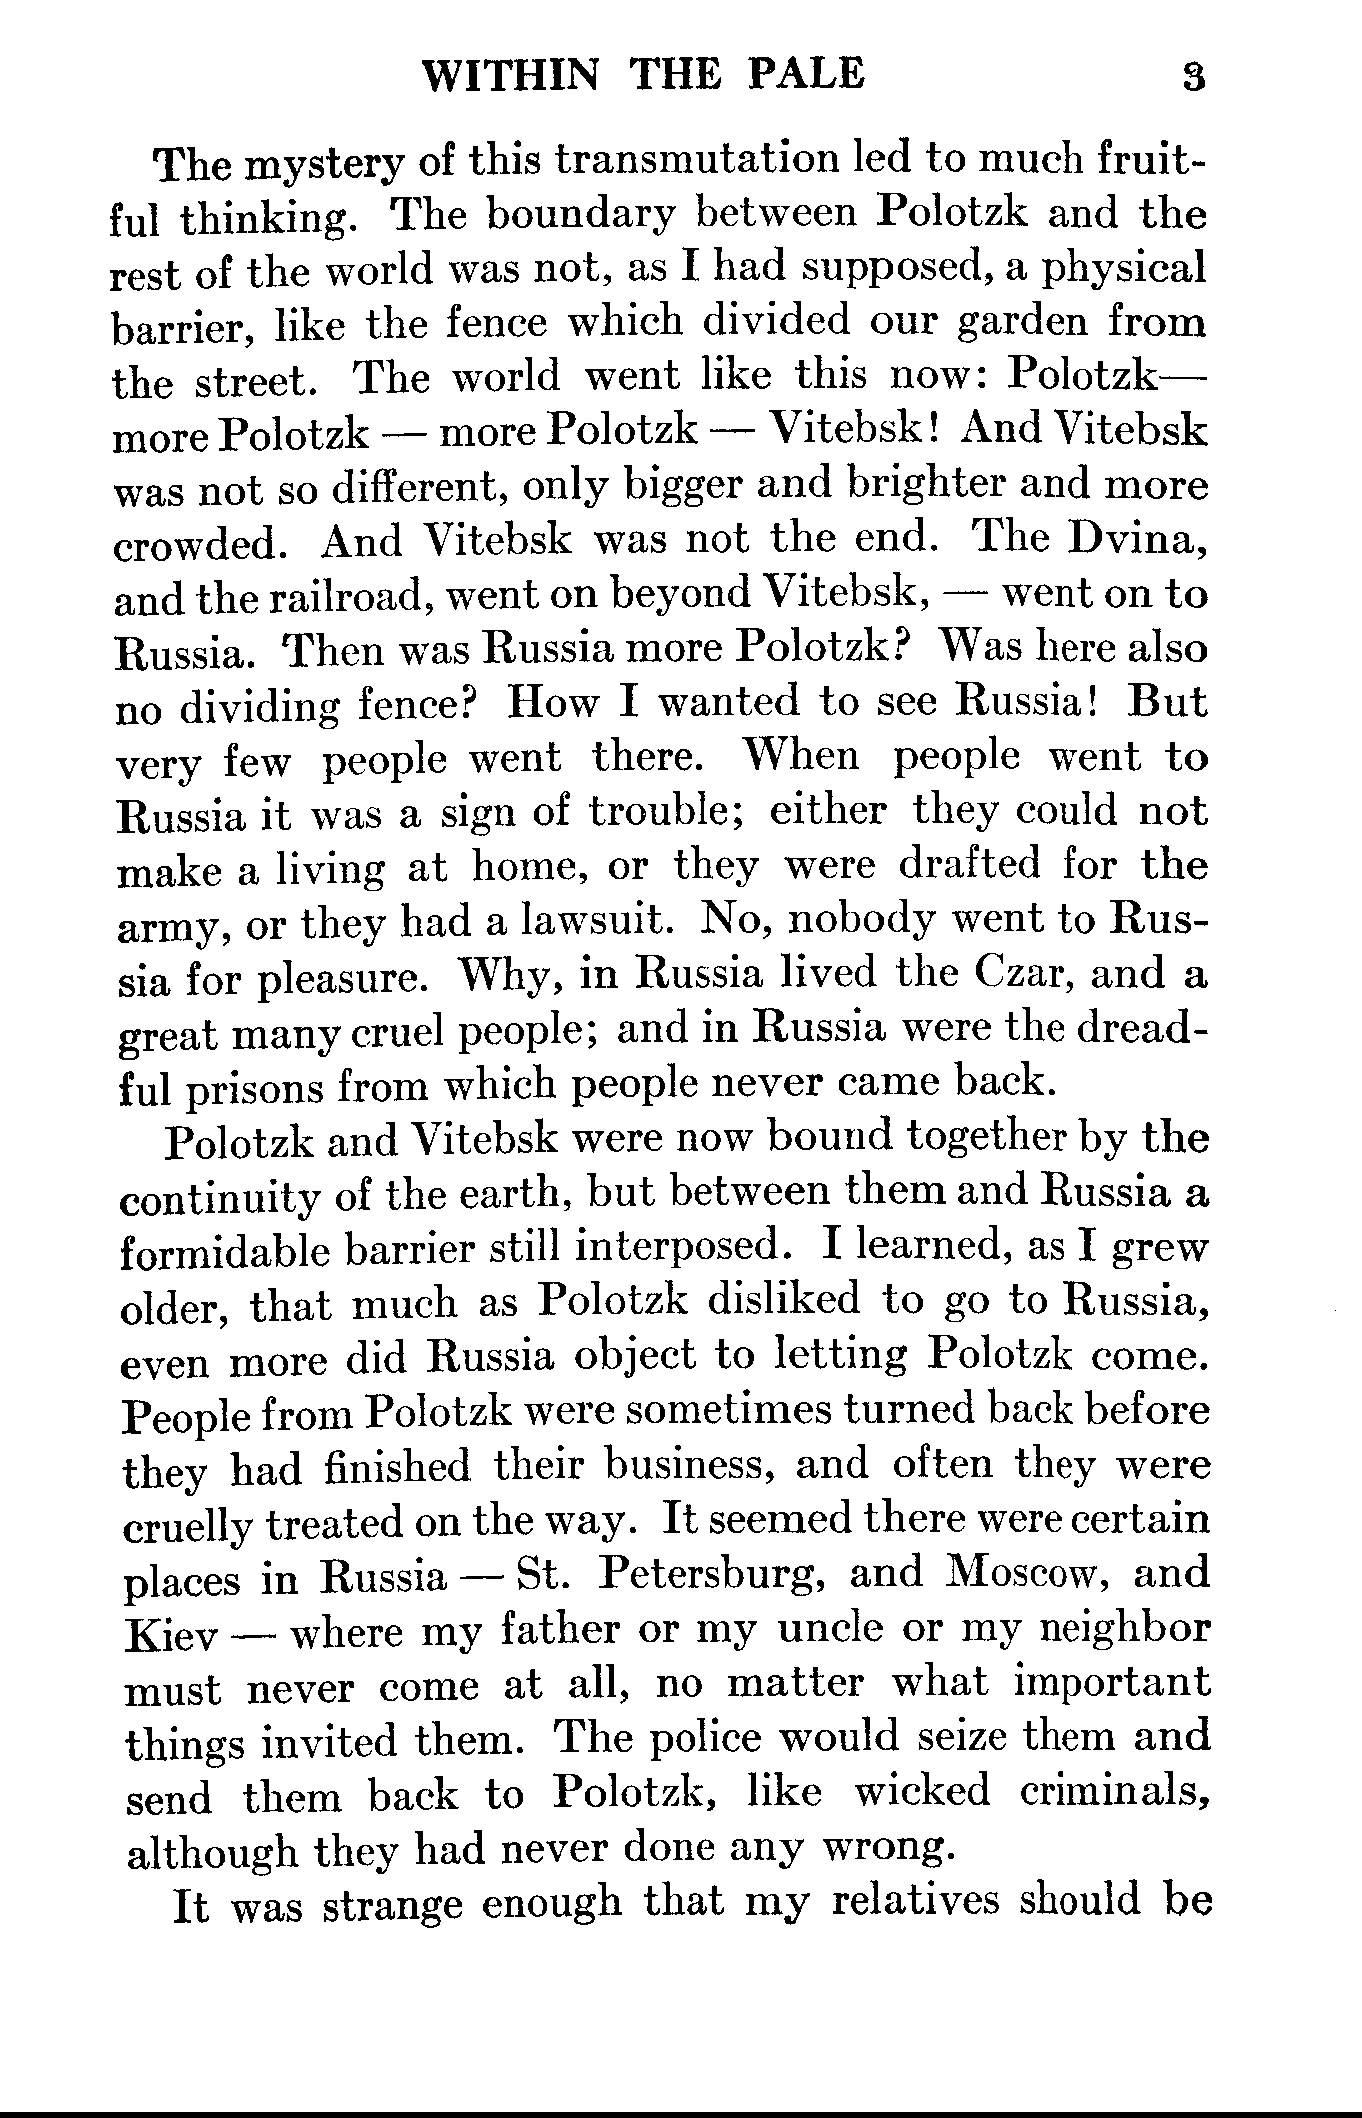 WITHIN THE PALE 3
The mystery of this transmutation led to much fruit-
ful thinking. The boundary between Polotzk and the
rest of the world was not, as I had supposed, a physical
barrier, like the fence which divided our garden from
the street. The world went like this now: Polotzk—
more Polotzk — more Polotzk — Vitebsk! And Vitebsk
was not so different, only bigger and brighter and more
crowded. And Vitebsk was not the end. The Dvina,
and the railroad, went on beyond Vitebsk, — went on to
Russia. Then was Russia more Polotzk? Was here also
no dividing fence? How I wanted to see Russia! But
very few people went there. When people went to
Russia it was a sign of trouble; either they could not
make a living at home, or they were drafted for the
army, or they had a lawsuit. No, nobody went to Rus-
sia for pleasure. Why, in Russia lived the Czar, and a
great many cruel people; and in Russia were the dread-
ful prisons from which people never came back.
Polotzk and Vitebsk were now bound together by the
continuity of the earth, but between them and Russia a
formidable barrier still interposed. I learned, as I grew
older, that much as Polotzk disliked to go to Russia,
even more did Russia object to letting Polotzk come.
People from Polotzk were sometimes turned back before
they had finished their business, and often they were
cruelly treated on the way. It seemed there were certain
places in Russia — St. Petersburg, and Moscow, and
Kiev — where my father or my uncle or my neighbor
must never come at all, no matter what important
things invited them. The police would seize them and
send them back to Polotzk, like wicked criminals,
although they had never done any wrong.
It was strange enough that my relatives should be